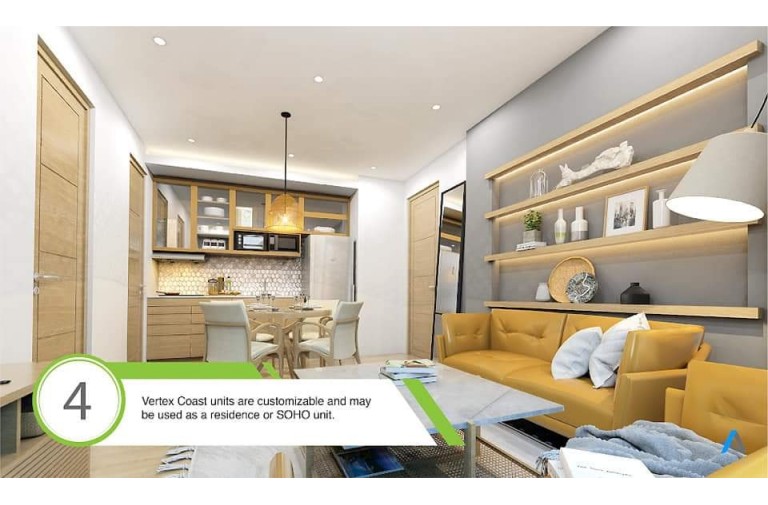 4
Vertex Coast units are customizable and may
be used as a residence or SOHO unit.